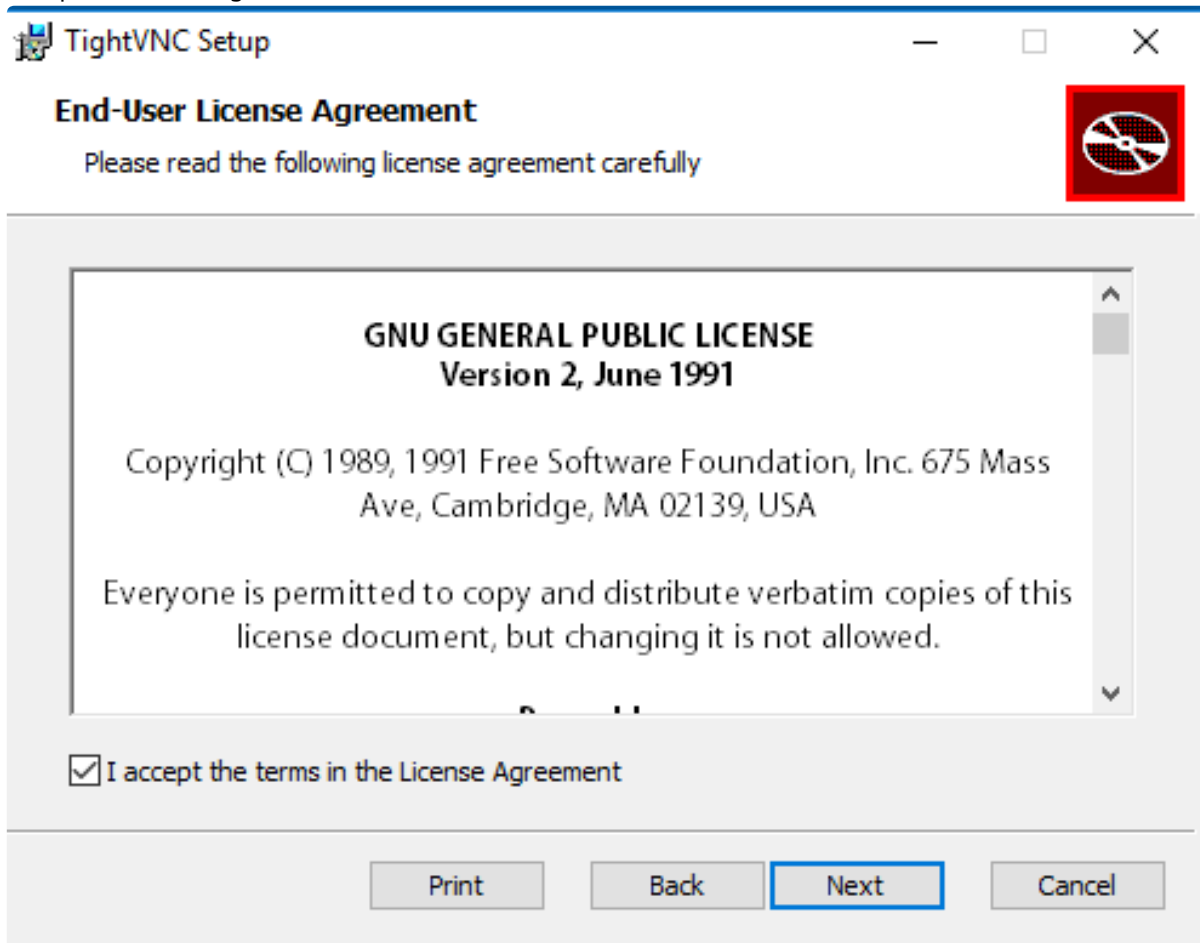 TightVNC Setup
End-User License Agreement
Please read the following license agreement carefully
GNU GENERAL PUBLIC LICENSE
Version 2, June 1991
Copyright (C) 1989, 1991 Free Software Foundation, Inc. 675 Mass
Ave, Cambridge, MA 02139, USA
Everyone is permitted to copy and distribute verbatim copies of this
license document, but changing it is not allowed.
I accept the terms in the License Agreement
Print Back Next Cancel